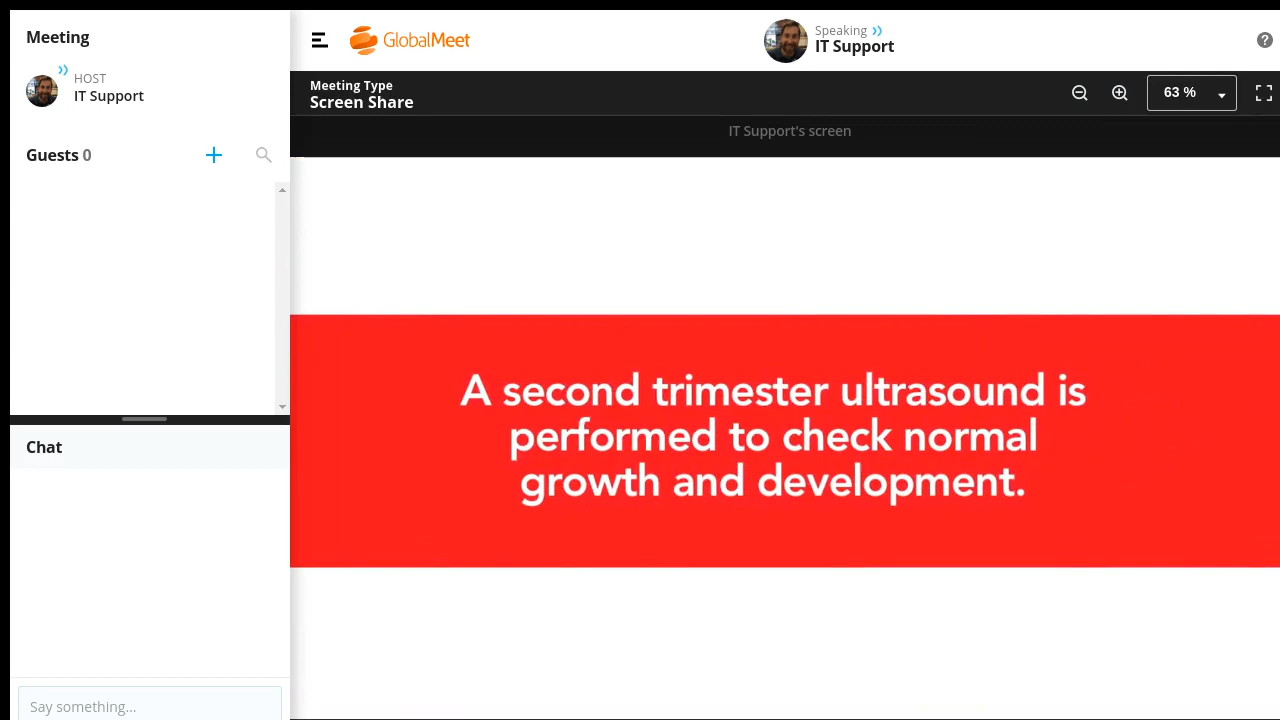 Meeting
HOST
IT Support
Guests 0
Chat
Say something...
GlobalMeet
Speaking
IT Support
?
Meeting Type
Screen Share
63 %
IT Support's screen
A second trimester ultrasound is
performed to check normal
growth and development.